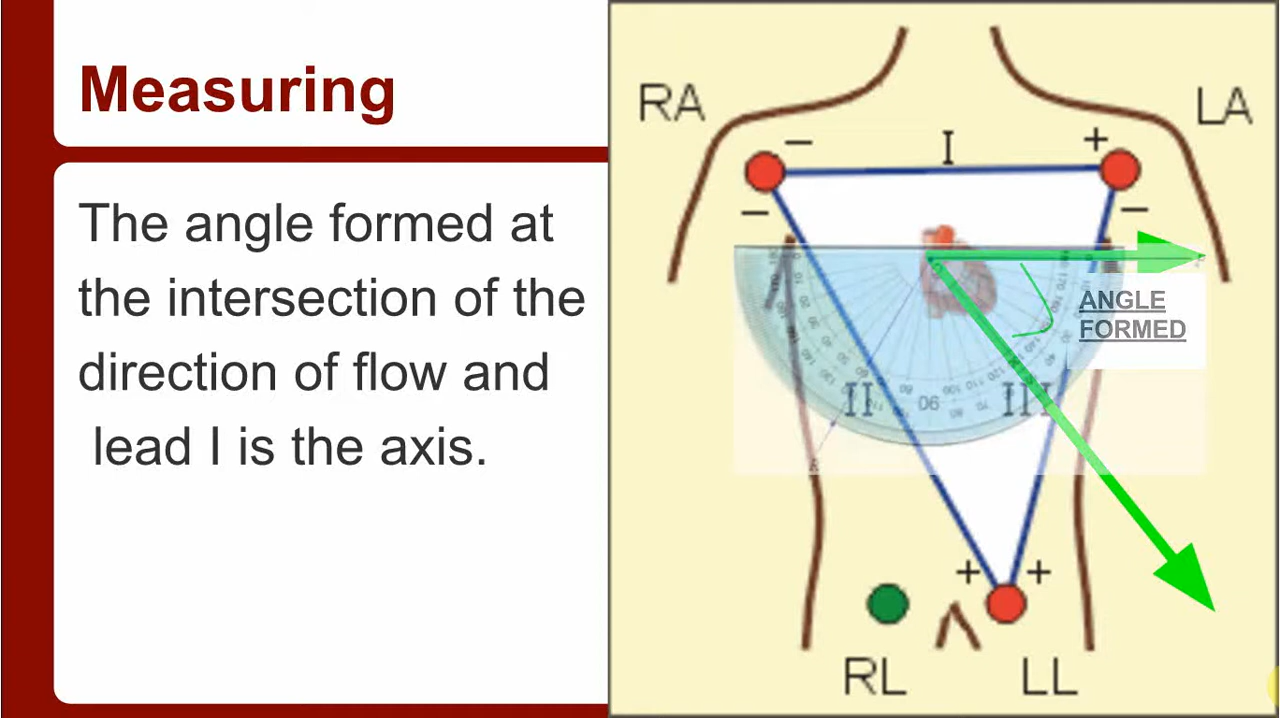 Measuring
The angle formed at
the intersection of the
direction of flow and
lead I is the axis.
RA
LA
−
I
+
−
−
ANGLE
FORMED
II
III
90
+
+
RL
LL